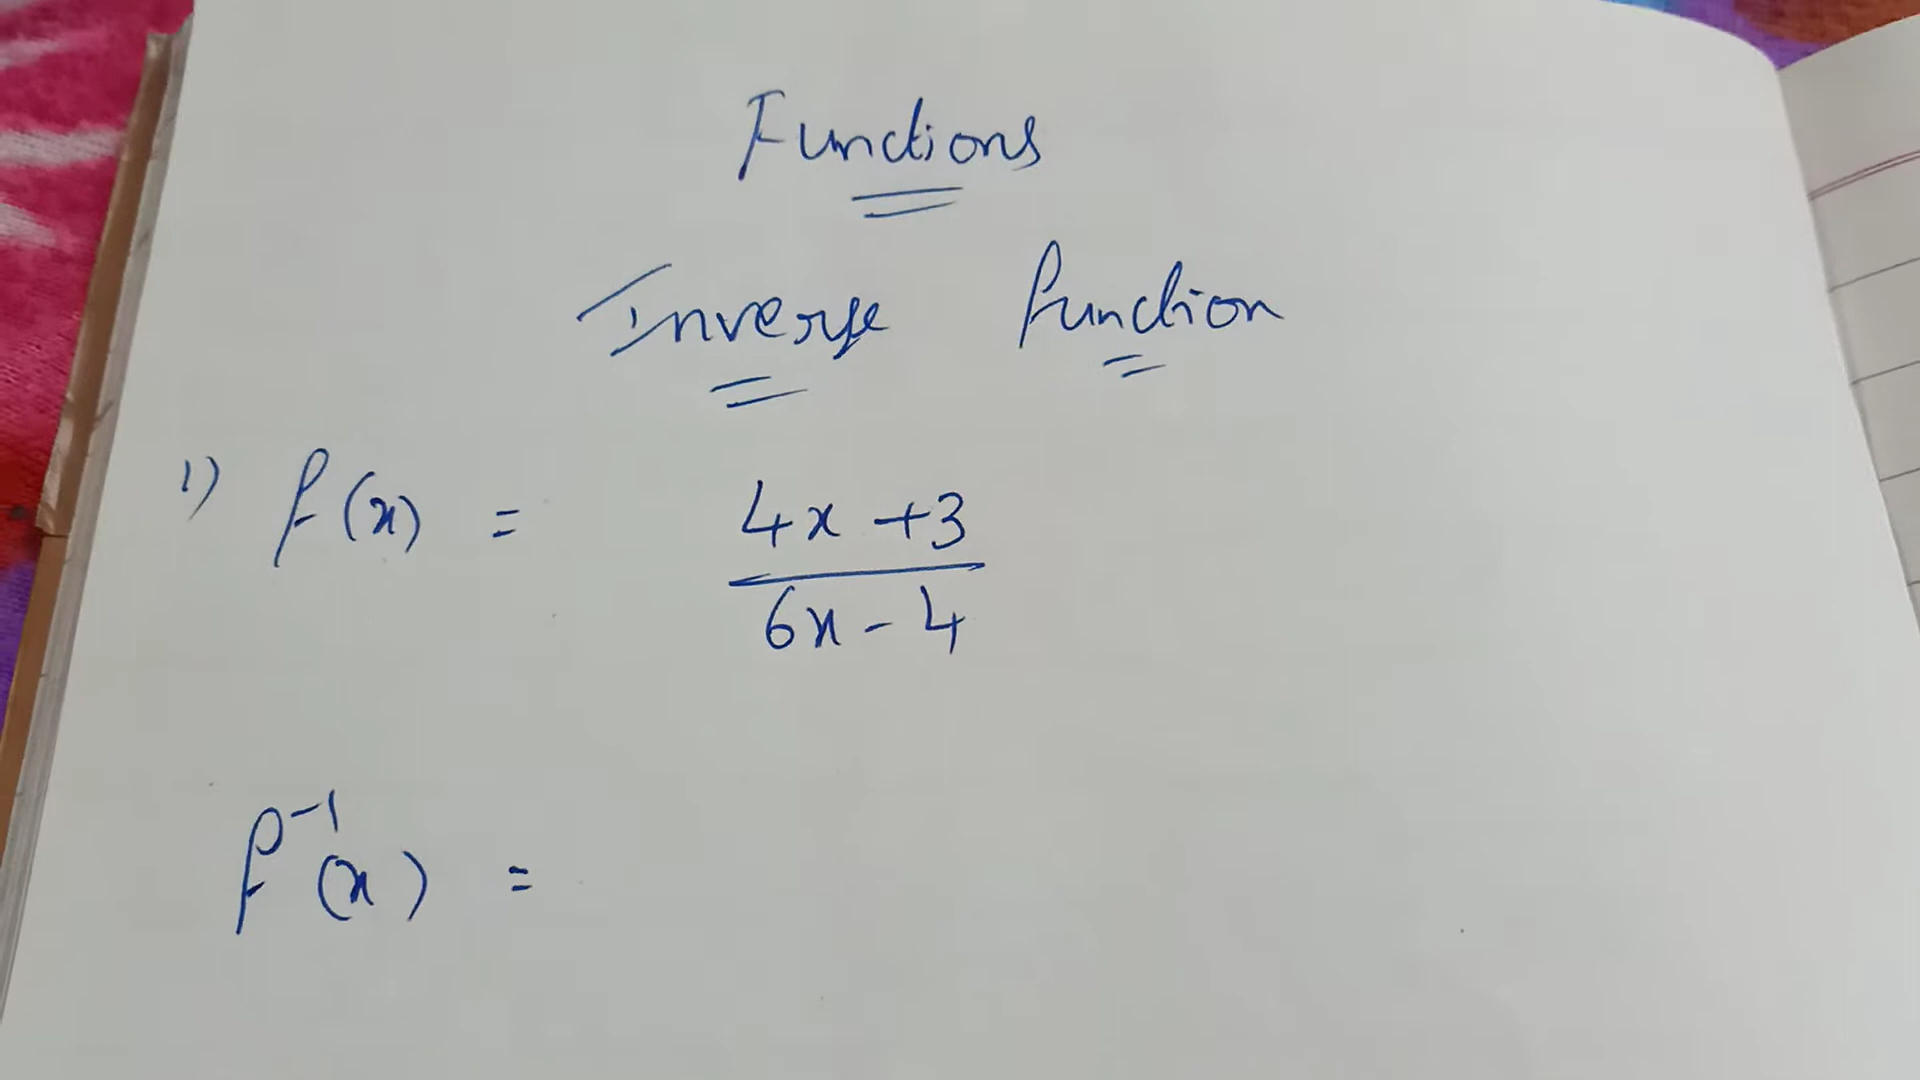 Functions
Inverse function
1) f(x) = 4x + 3 / 6x - 4
f⁻¹(x) =